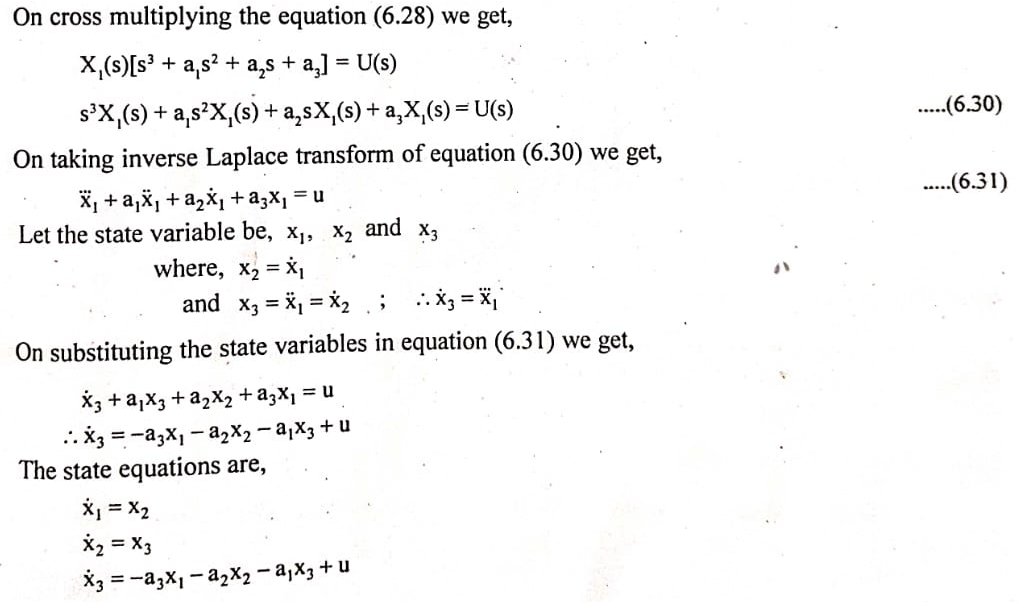 On cross multiplying the equation (6.28) we get,
X₁(s)[s³ + a₁s² + a₂s + a₃] = U(s)
s³X₁(s) + a₁s²X₁(s) + a₂sX₁(s) + a₃X₁(s) = U(s) .....(6.30)
On taking inverse Laplace transform of equation (6.30) we get,
x⃛₁ + a₁ẍ₁ + a₂ẋ₁ + a₃x₁ = u .....(6.31)
Let the state variable be, x₁, x₂ and x₃
where, x₂ = ẋ₁
and x₃ = ẍ₁ = ẋ₂ ; ∴ ẋ₃ = x⃛₁
On substituting the state variables in equation (6.31) we get,
ẋ₃ + a₁x₃ + a₂x₂ + a₃x₁ = u
∴ ẋ₃ = −a₃x₁ − a₂x₂ − a₁x₃ + u
The state equations are,
ẋ₁ = x₂
ẋ₂ = x₃
ẋ₃ = −a₃x₁ − a₂x₂ − a₁x₃ + u